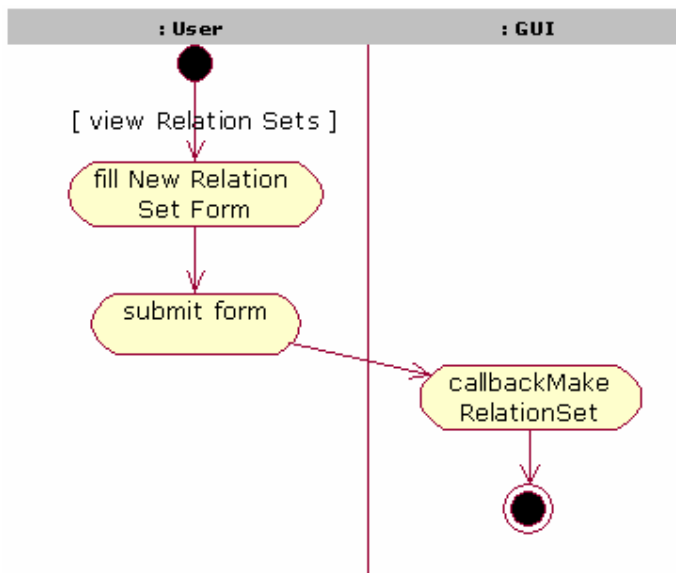 : User
: GUI
[ view Relation Sets ]
fill New Relation
Set Form
submit form
callbackMake
RelationSet